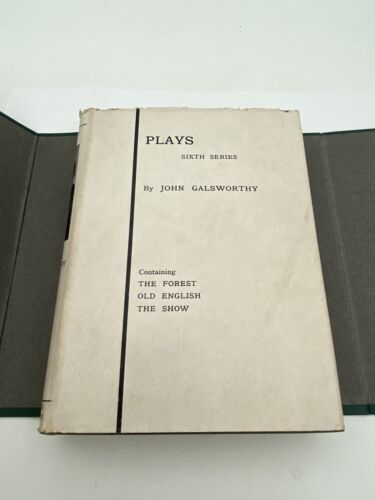 PLAYS
SIXTH SERIES
By JOHN GALSWORTHY
Containing
THE FOREST
OLD ENGLISH
THE SHOW